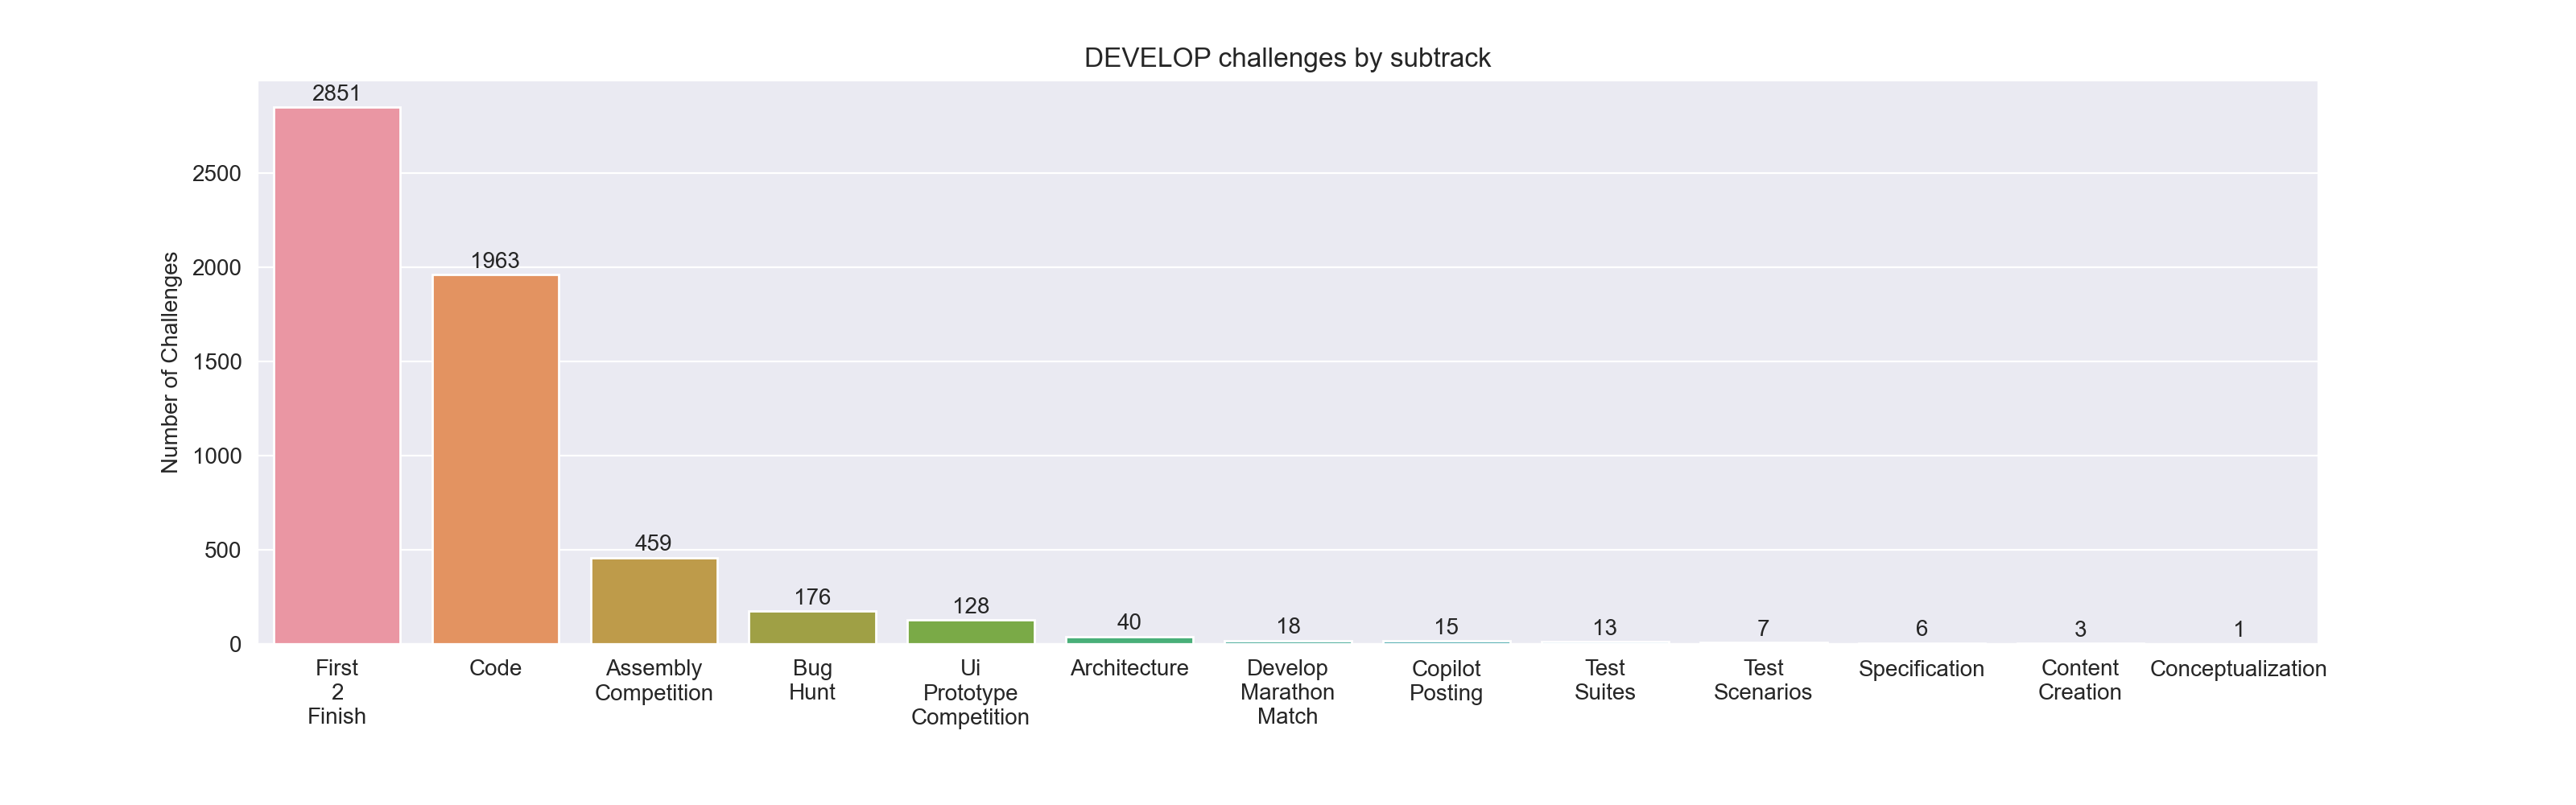 DEVELOP challenges by subtrack
Number of Challenges
2500
2000
1500
1000
500
0
2851
1963
459
176
128
40
18
15
13
7
6
3
1
First
2
Finish
Code
Assembly
Competition
Bug
Hunt
Ui
Prototype
Competition
Architecture
Develop
Marathon
Match
Copilot
Posting
Test
Suites
Test
Scenarios
Specification
Content
Creation
Conceptualization